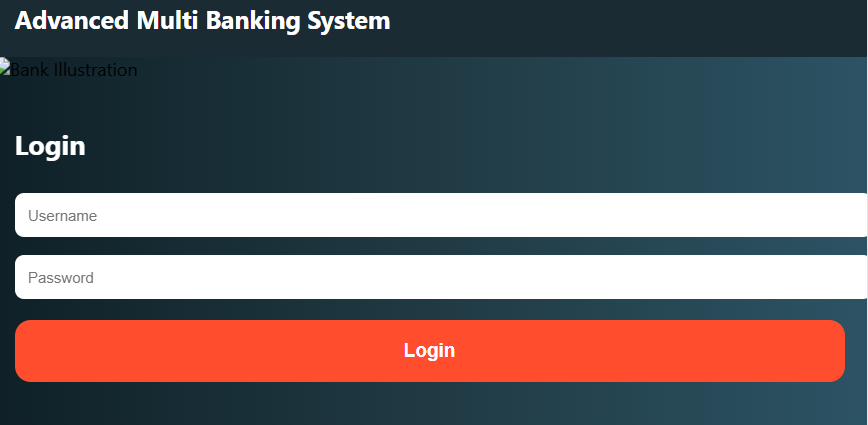 Advanced Multi Banking System
Bank Illustration
Login
Username
Password
Login